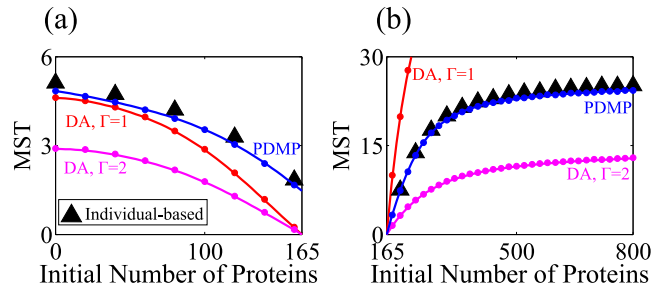 (a)
6
3
0
MST
DA, Γ=1
PDMP
DA, Γ=2
Individual-based
0
100
165
Initial Number of Proteins
(b)
30
15
0
MST
DA, Γ=1
PDMP
DA, Γ=2
165
500
800
Initial Number of Proteins